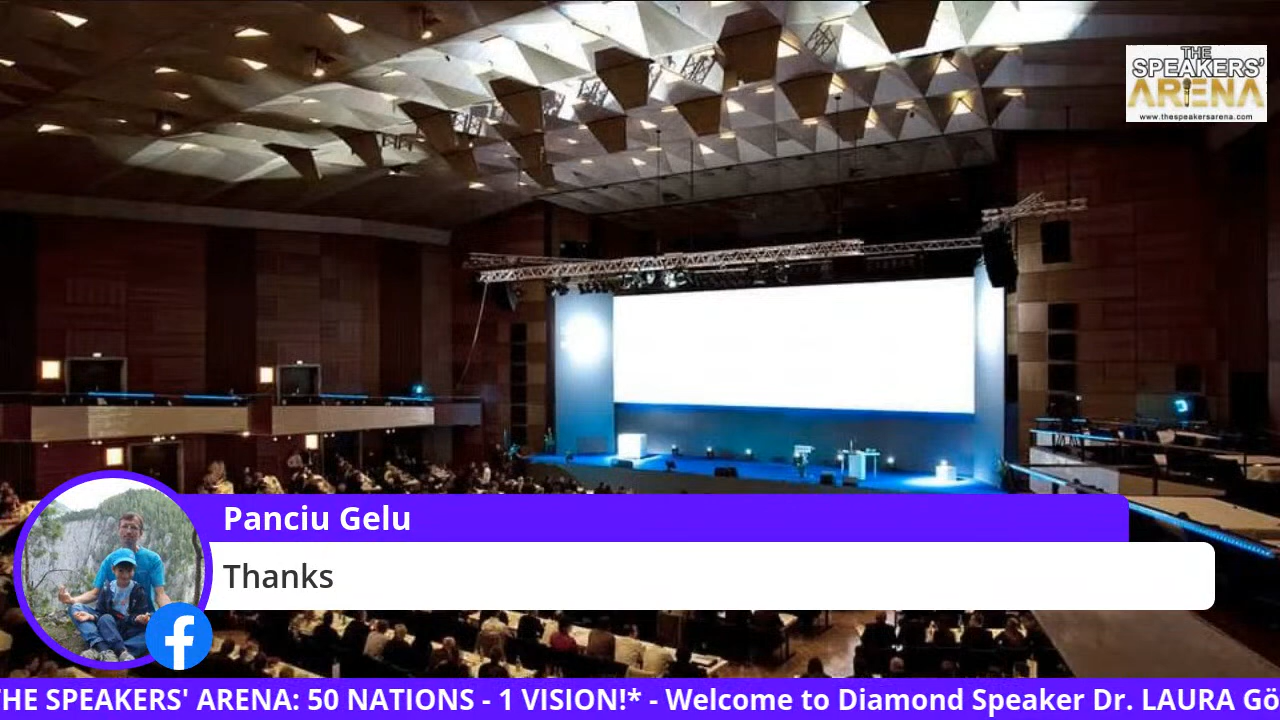 THE
SPEAKERS'
ARENA
www.thespeakersarena.com
Panciu Gelu
Thanks
THE SPEAKERS' ARENA: 50 NATIONS - 1 VISION!* - Welcome to Diamond Speaker Dr. LAURA Gö